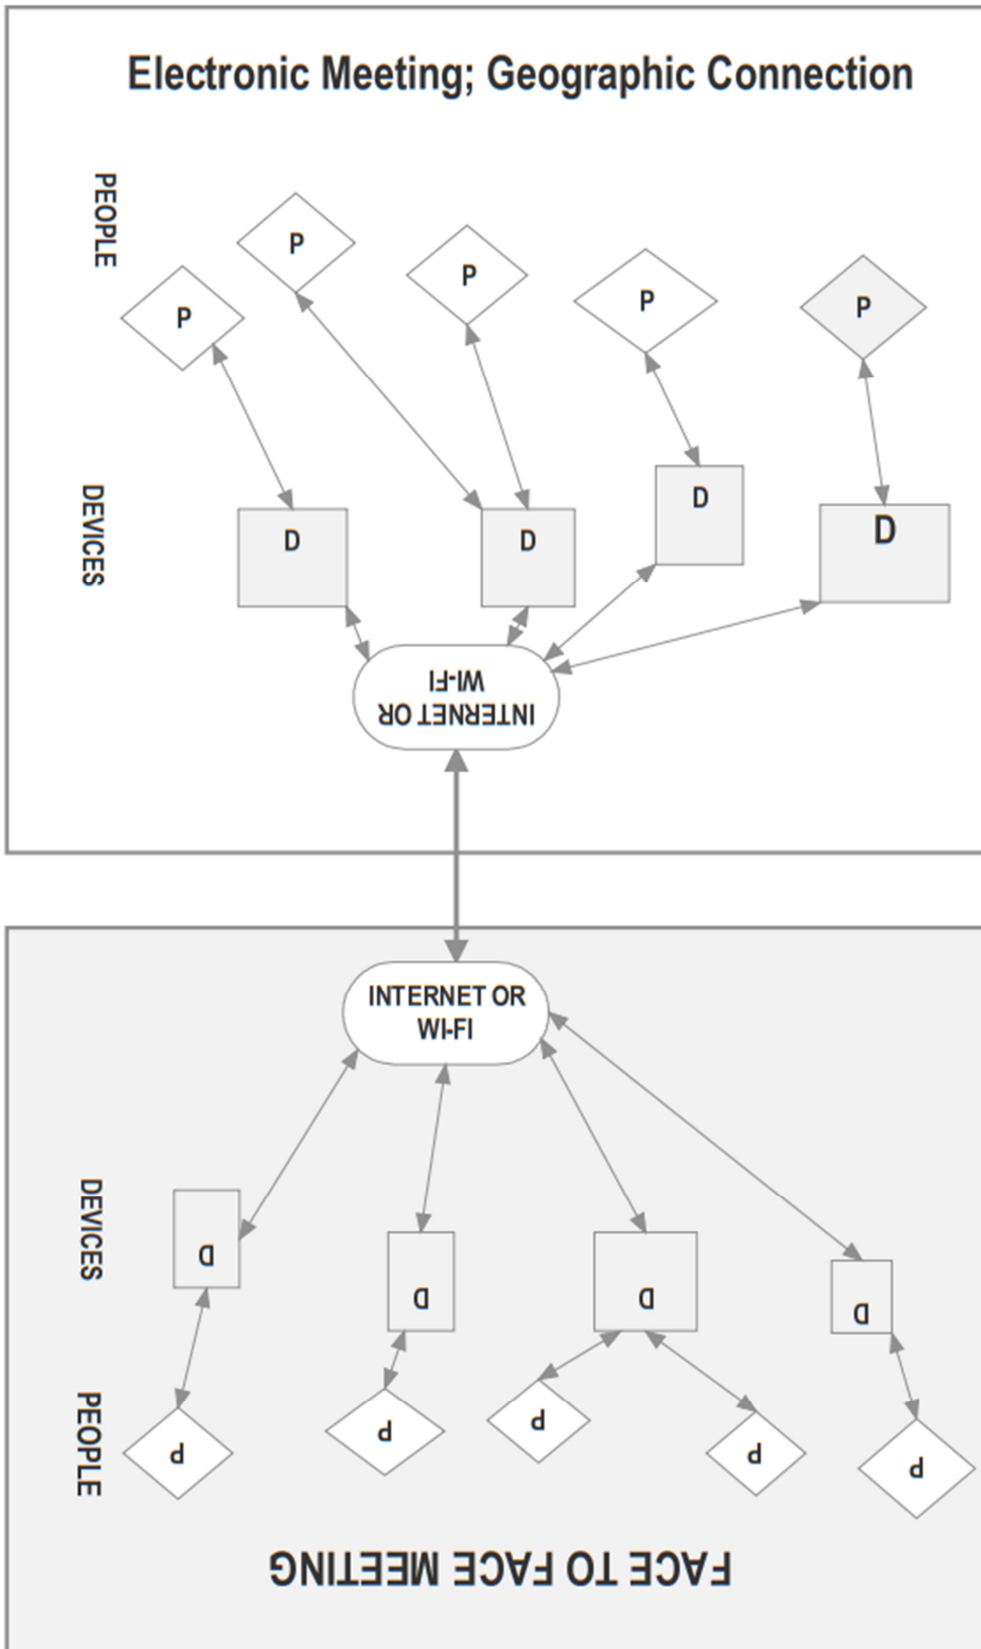 Electronic Meeting; Geographic Connection
PEOPLE
P
P
P
P
P
DEVICES
D
D
D
D
INTERNET OR
WI-FI
INTERNET OR
WI-FI
DEVICES
D
D
D
D
PEOPLE
P
P
P
P
P
FACE TO FACE MEETING